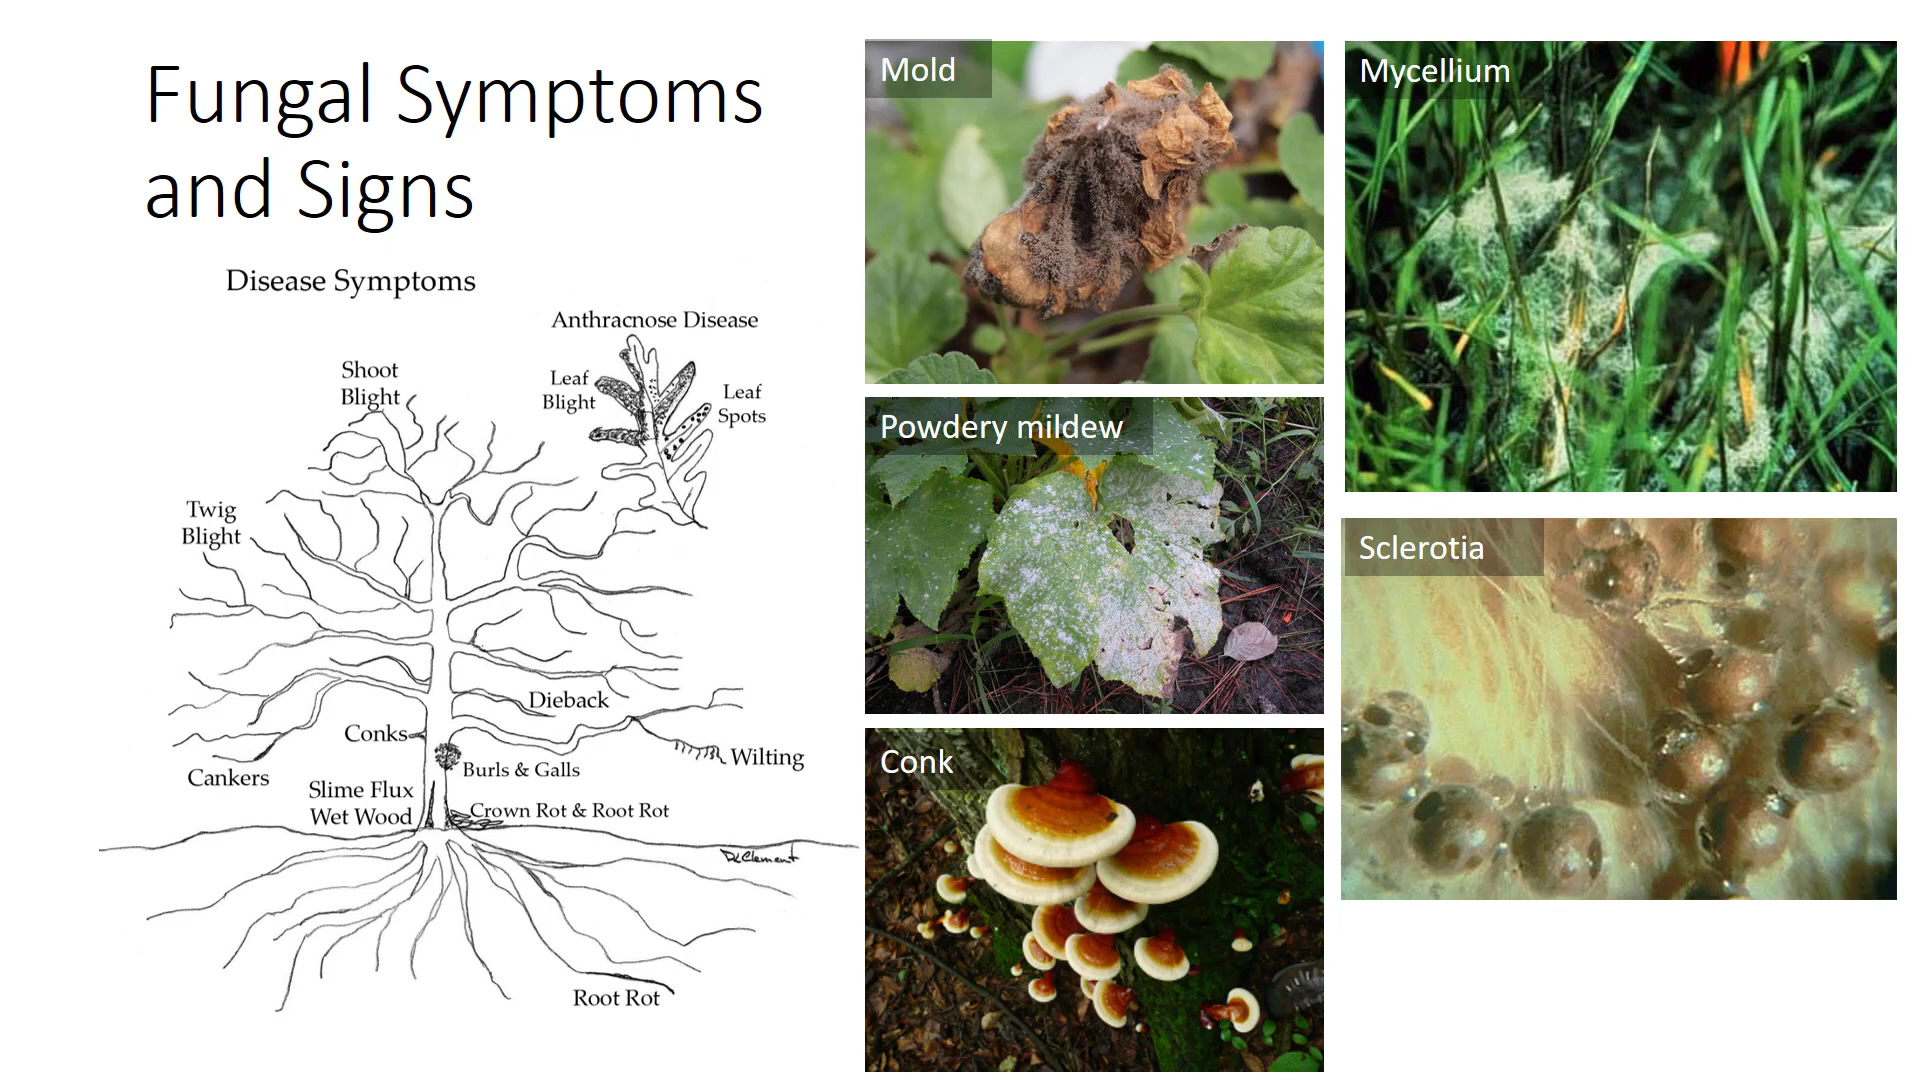 Fungal Symptoms
and Signs
Disease Symptoms
Anthracnose Disease
Shoot
Blight
Leaf
Blight
Leaf
Spots
Twig
Blight
Dieback
Conks
Wilting
Cankers
Burls & Galls
Slime Flux
Wet Wood
Crown Rot & Root Rot
DKClement
Root Rot
Mold
Powdery mildew
Conk
Mycellium
Sclerotia